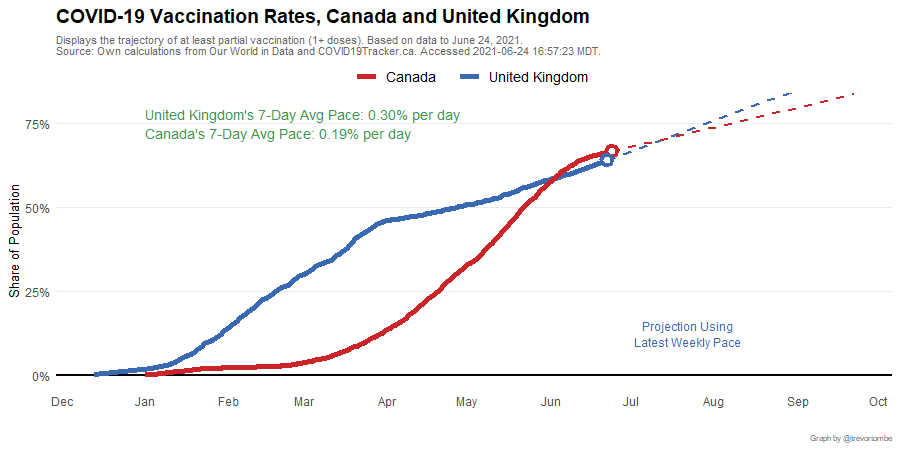 COVID-19 Vaccination Rates, Canada and United Kingdom
Displays the trajectory of at least partial vaccination (1+ doses). Based on data to June 24, 2021.
Source: Own calculations from Our World in Data and COVID19Tracker.ca. Accessed 2021-06-24 16:57:23 MDT.
Canada United Kingdom
United Kingdom's 7-Day Avg Pace: 0.30% per day
Canada's 7-Day Avg Pace: 0.19% per day
75%
50%
25%
0%
Share of Population
Projection Using
Latest Weekly Pace
Dec Jan Feb Mar Apr May Jun Jul Aug Sep Oct
Graph by @trevortombe